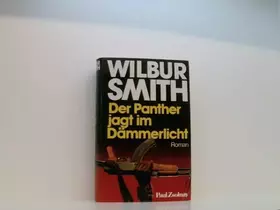 WILBUR
SMITH
Der Panther
jagt im
Dämmerlicht
Roman
Paul Zsolnay